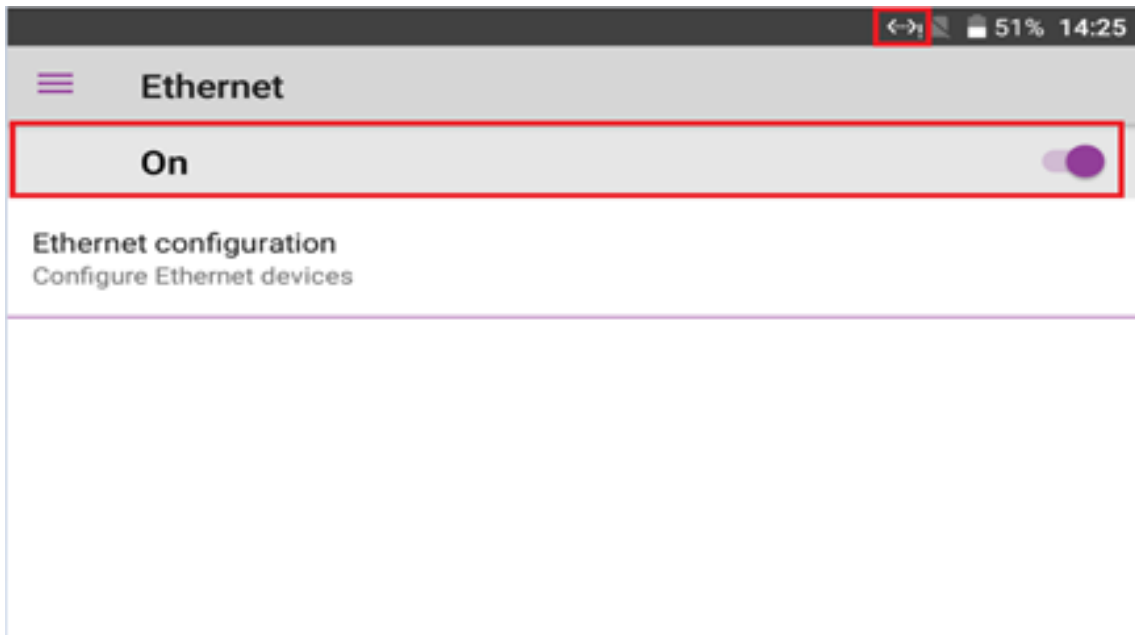 51% 14:25
Ethernet
On
Ethernet configuration
Configure Ethernet devices